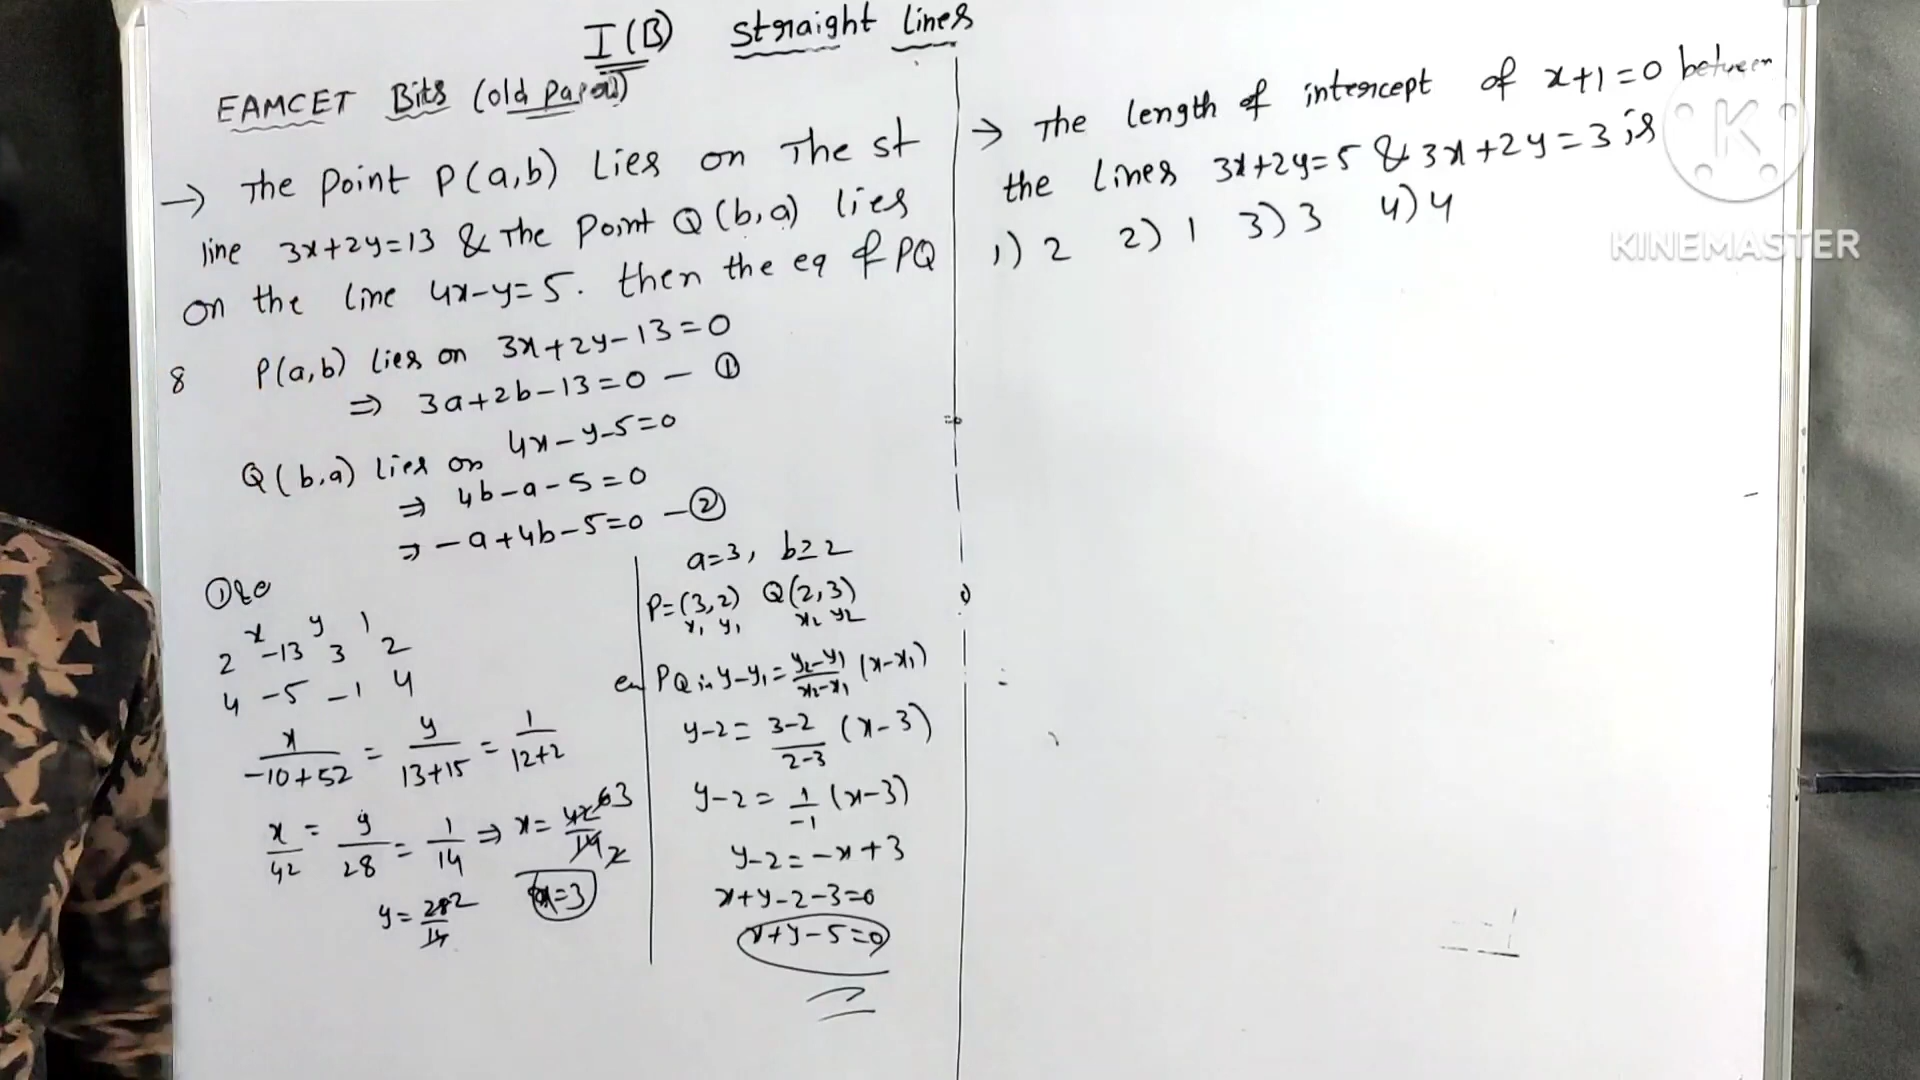 I(B) Straight Lines
EAMCET Bits (old Paper)
→ The Point P(a,b) Lies on The st
line 3x+2y=13 & The Point Q(b,a) lies
on the line 4x-y=5. then the eq of PQ
8 P(a,b) lies on 3x+2y-13=0
⇒ 3a+2b-13=0 — ①
Q(b,a) lies on 4x-y-5=0
⇒ 4b-a-5=0
⇒ -a+4b-5=0 — ②
x y 1
2 -13 3 2
4 -5 -1 4
x/(-10+52) = y/(13+15) = 1/(12+2)
x/42 = y/28 = 1/14 ⇒ x = 42/14
x=3
y = 28/14 2
a=3, b=2
P=(3,2) Q(2,3)
x₁ y₁ x₂ y₂
PQ is y-y₁ = (y₂-y₁)/(x₂-x₁) (x-x₁)
y-2 = (3-2)/(2-3) (x-3)
y-2 = 1/-1 (x-3)
y-2 = -x+3
x+y-2-3=0
x+y-5=0
→ The length of intercept of x+1=0 between
the lines 3x+2y=5 & 3x+2y=3 is
1) 2 2) 1 3) 3 4) 4
K
KINEMASTER